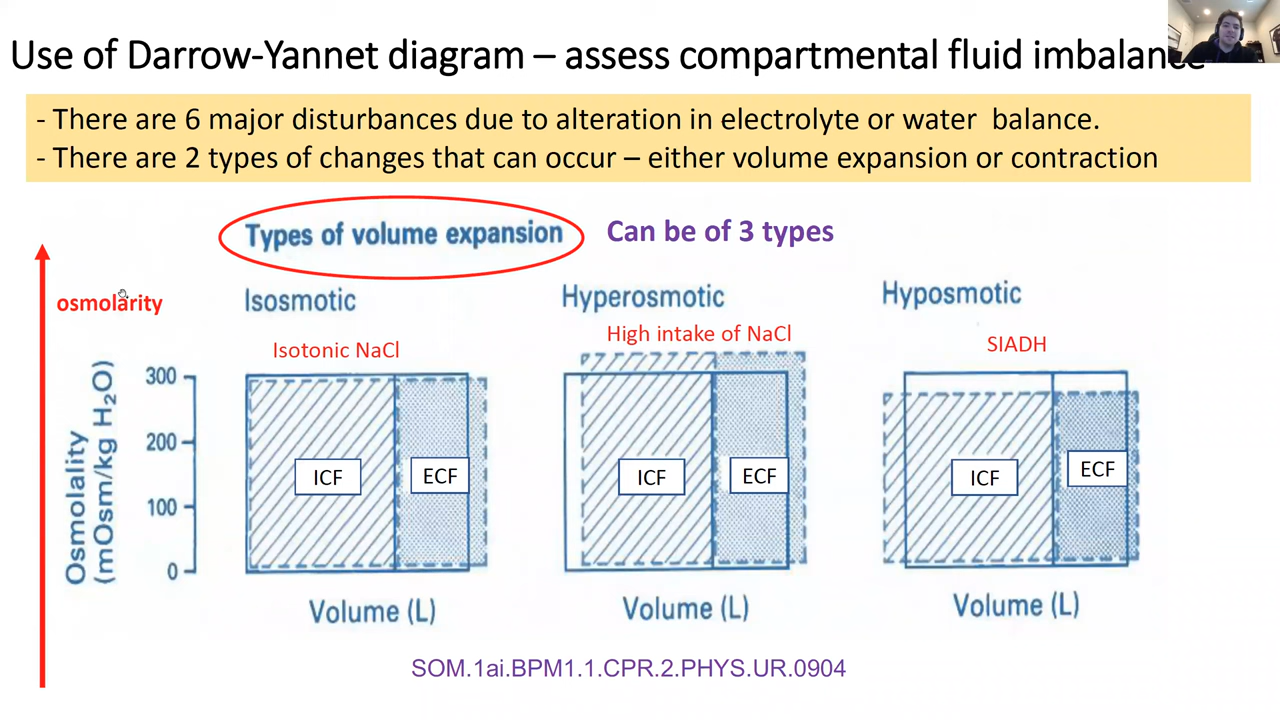 Use of Darrow-Yannet diagram – assess compartmental fluid imbalance
- There are 6 major disturbances due to alteration in electrolyte or water  balance.
- There are 2 types of changes that can occur – either volume expansion or contraction
Types of volume expansion
Can be of 3 types
osmolarity
Isosmotic
Hyperosmotic
Hyposmotic
Isotonic NaCl
High intake of NaCl
SIADH
Osmolality
(mOsm/kg H₂O)
300
200
100
0
ICF
ECF
ICF
ECF
ICF
ECF
Volume (L)
Volume (L)
Volume (L)
SOM.1ai.BPM1.1.CPR.2.PHYS.UR.0904